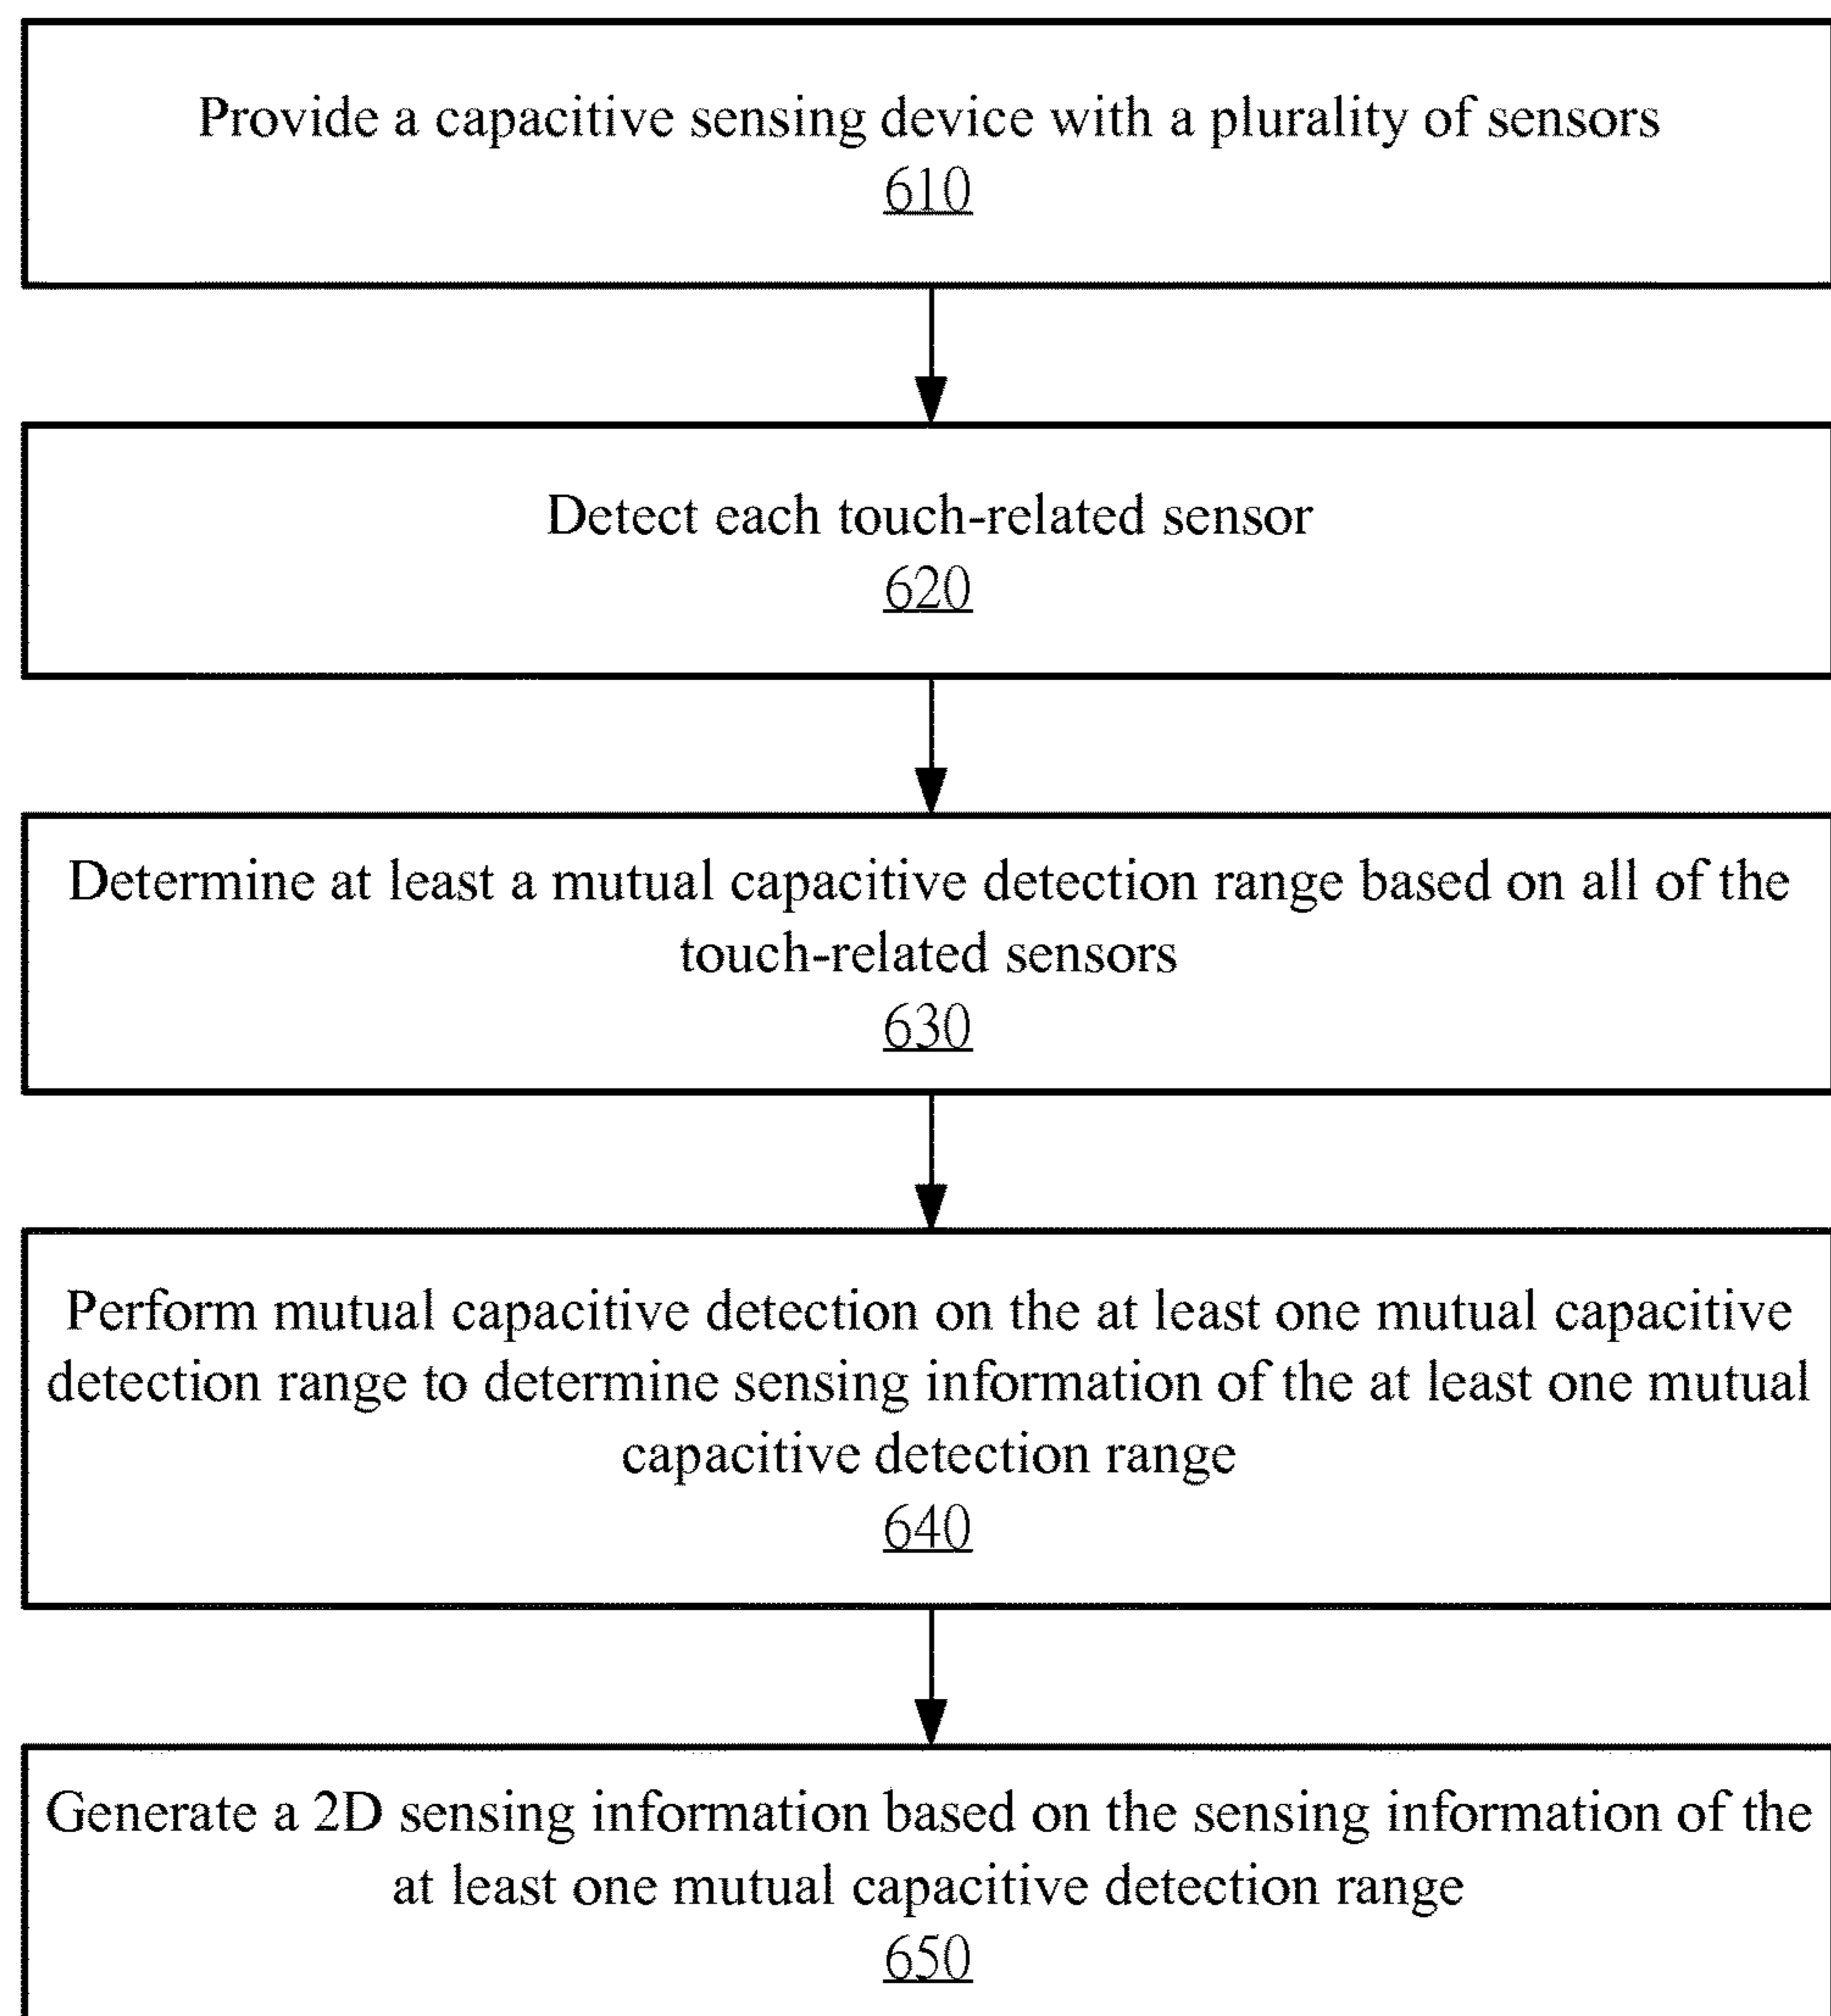 Provide a capacitive sensing device with a plurality of sensors
610
Detect each touch-related sensor
620
Determine at least a mutual capacitive detection range based on all of the
touch-related sensors
630
Perform mutual capacitive detection on the at least one mutual capacitive
detection range to determine sensing information of the at least one mutual
capacitive detection range
640
Generate a 2D sensing information based on the sensing information of the
at least one mutual capacitive detection range
650